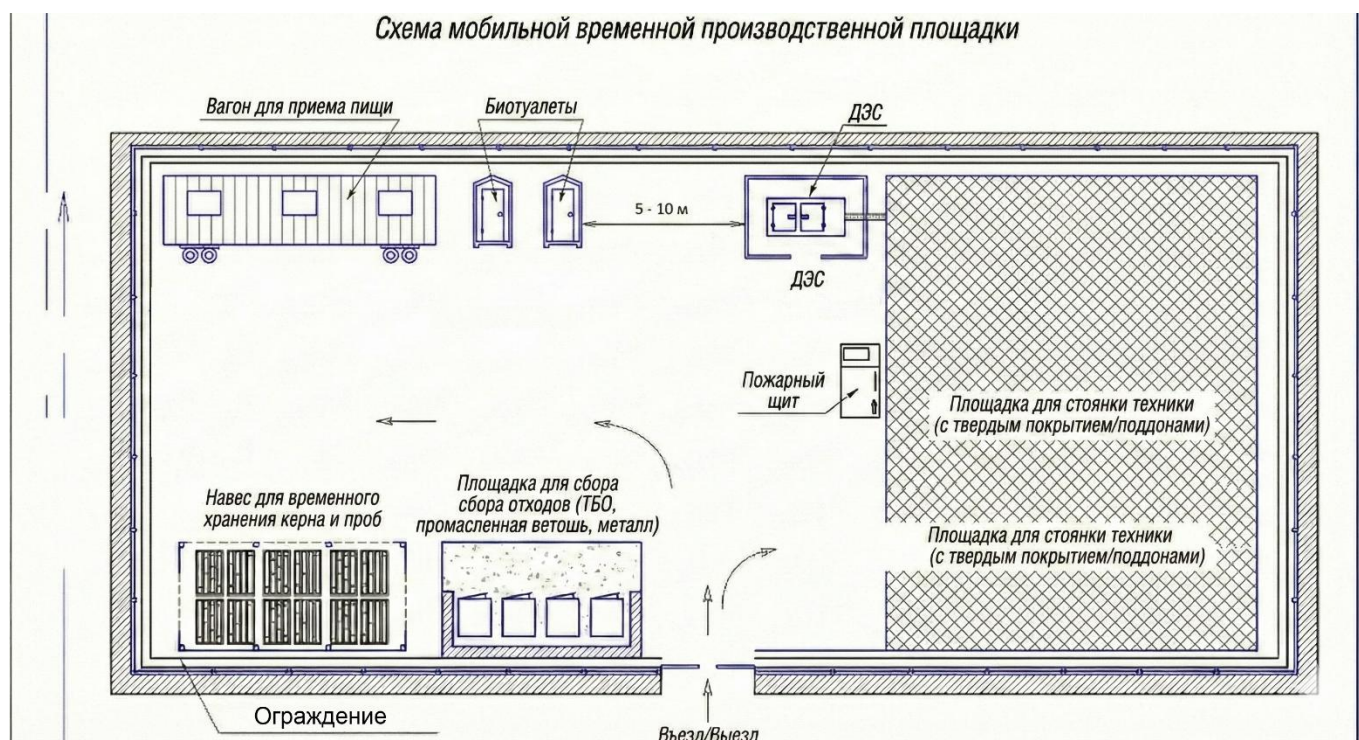 Схема мобильной временной производственной площадки
Вагон для приема пищи
Биотуалеты
ДЭС
5 - 10 м
ДЭС
Пожарный
щит
Площадка для стоянки техники
(с твердым покрытием/поддонами)
Навес для временного
хранения керна и проб
Площадка для сбора
сбора отходов (ТБО,
промасленная ветошь, металл)
Площадка для стоянки техники
(с твердым покрытием/поддонами)
Ограждение
Въезд/Выезд